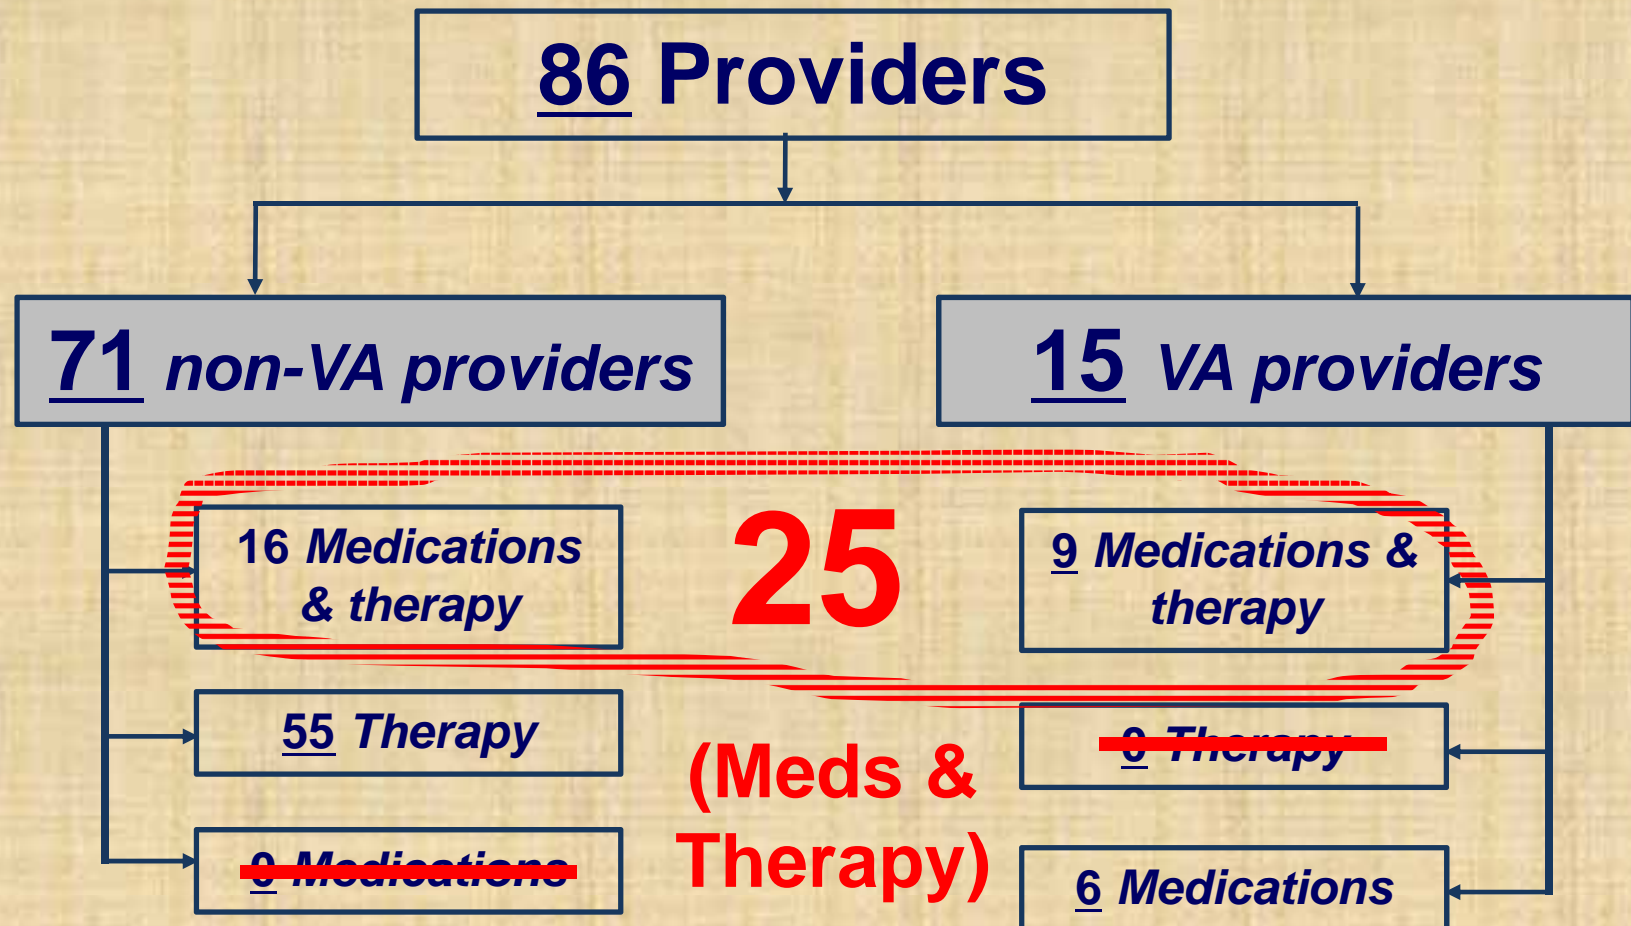 86 Providers
71 non-VA providers
15 VA providers
16 Medications
& therapy
25
9 Medications &
therapy
55 Therapy
(Meds &
Therapy)
0 Therapy
0 Medications
6 Medications